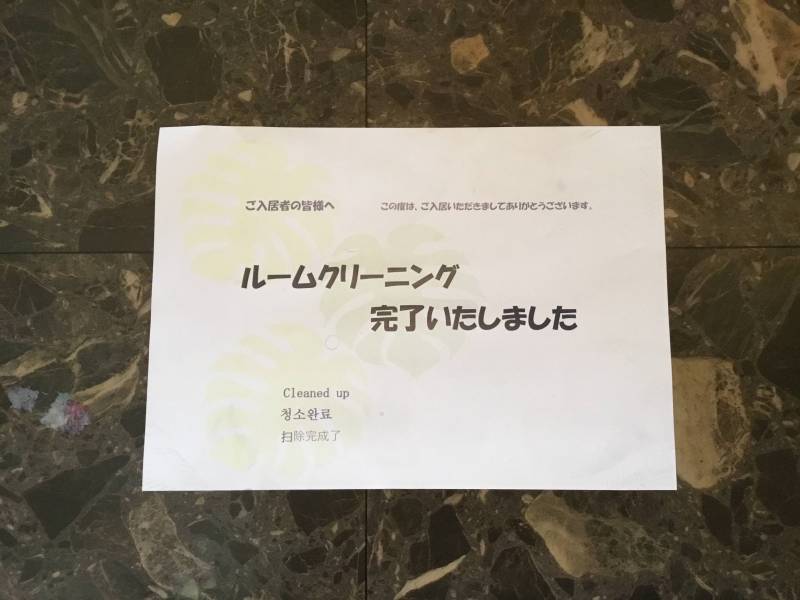 ご入居者の皆様へ
この度は、ご入居いただきましてありがとうございます。
ルームクリーニング
完了いたしました
Cleaned up
청소완료
扫除完成了